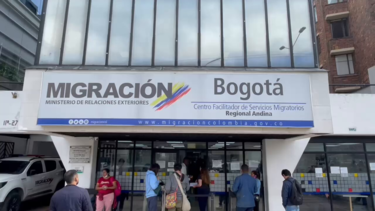 MIGRACIÓN
MINISTERIO DE RELACIONES EXTERIORES
Bogotá
Centro Facilitador de Servicios Migratorios
Regional Andina
www.migracioncolombia.gov.co